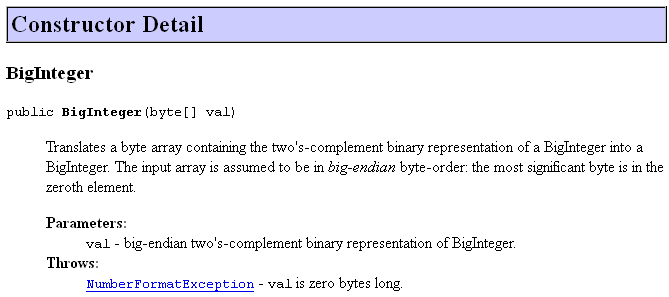 Constructor Detail
BigInteger
public BigInteger(byte[] val)
Translates a byte array containing the two's-complement binary representation of a BigInteger into a
BigInteger. The input array is assumed to be in big-endian byte-order: the most significant byte is in the
zeroth element.
Parameters:
val - big-endian two's-complement binary representation of BigInteger.
Throws:
NumberFormatException - val is zero bytes long.